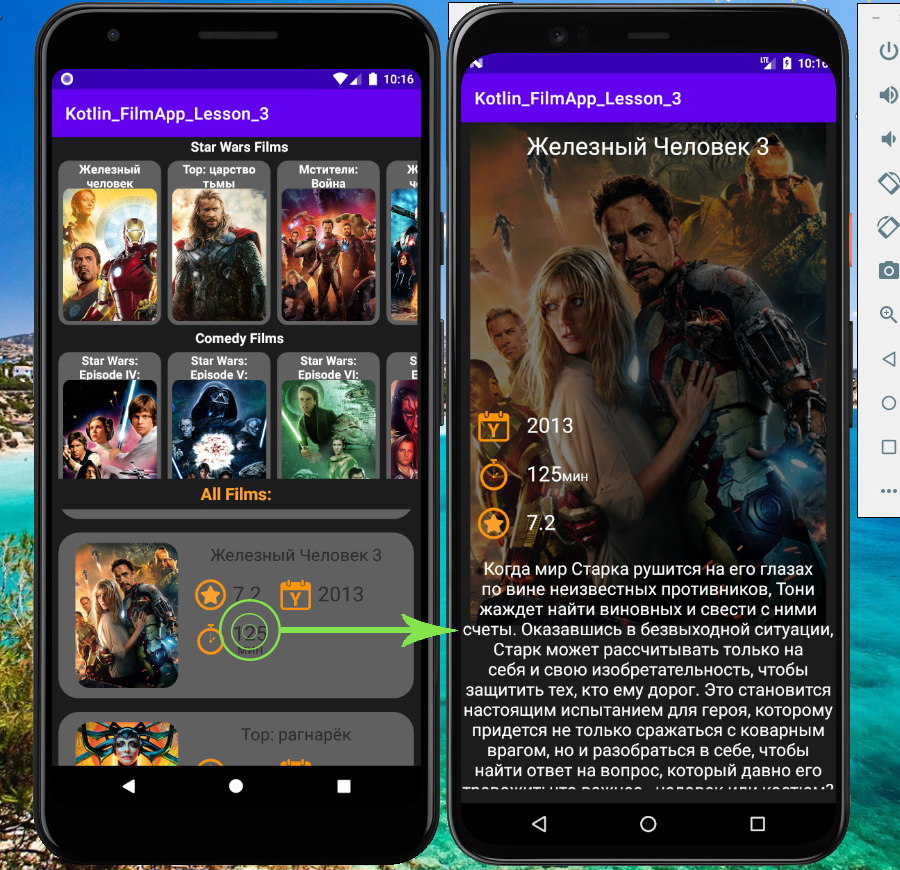 10:16
Kotlin_FilmApp_Lesson_3
Star Wars Films
Железный
человек
Тор: царство
тьмы
Мстители:
Война
Comedy Films
Star Wars:
Episode IV:
Star Wars:
Episode V:
Star Wars:
Episode VI:
All Films:
Железный Человек 3
7.2
2013
125
мин
Тор: рагнарёк
LTE
10:16
Kotlin_FilmApp_Lesson_3
Железный Человек 3
2013
125мин
7.2
Когда мир Старка рушится на его глазах
по вине неизвестных противников, Тони
жаждет найти виновных и свести с ними
счеты. Оказавшись в безвыходной ситуации,
Старк может рассчитывать только на
себя и свою изобретательность, чтобы
защитить тех, кто ему дорог. Это становится
настоящим испытанием для героя, которому
придется не только сражаться с коварным
врагом, но и разобраться в себе, чтобы
найти ответ на вопрос, который давно его